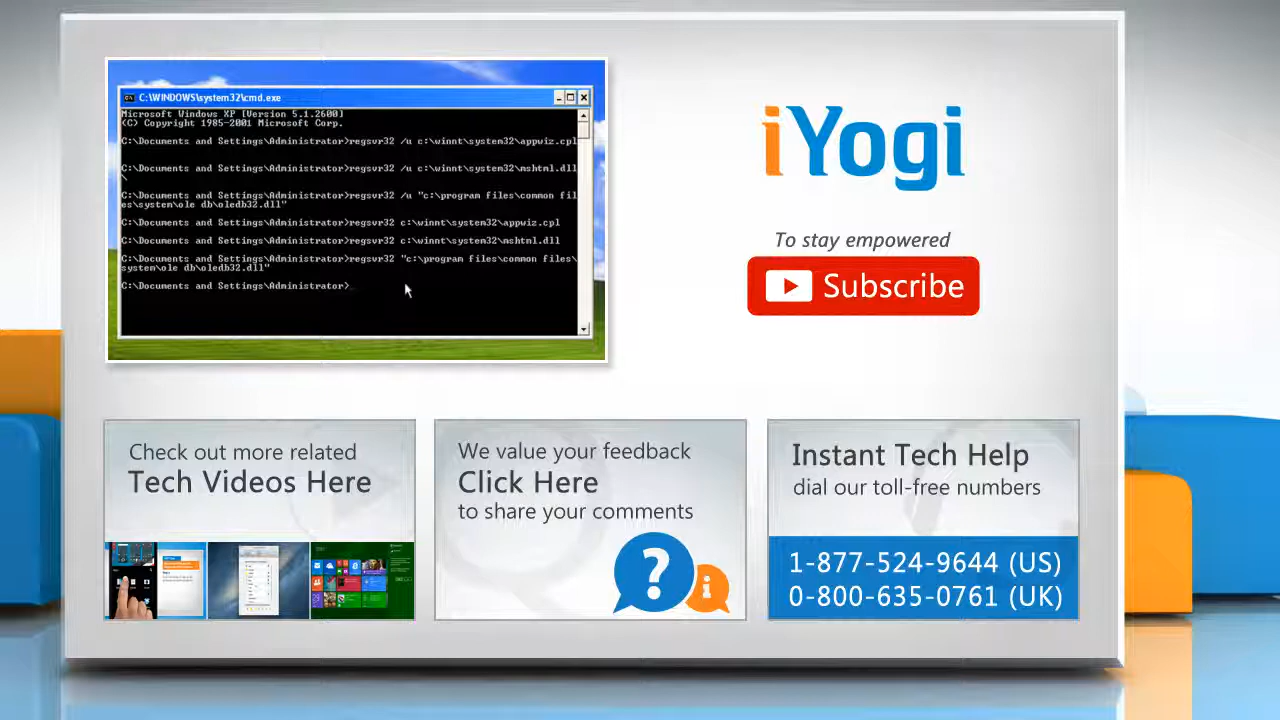 C:\WINDOWS\system32\cmd.exe
Microsoft Windows XP [Version 5.1.2600]
(C) Copyright 1985-2001 Microsoft Corp.
C:\Documents and Settings\Administrator>regsvr32 /u c:\winnt\system32\appwiz.cpl
C:\Documents and Settings\Administrator>regsvr32 /u c:\winnt\system32\mshtml.dll
\
C:\Documents and Settings\Administrator>regsvr32 /u "c:\program files\common fil
es\system\ole db\oledb32.dll"
C:\Documents and Settings\Administrator>regsvr32 c:\winnt\system32\appwiz.cpl
C:\Documents and Settings\Administrator>regsvr32 c:\winnt\system32\mshtml.dll
C:\Documents and Settings\Administrator>regsvr32 "c:\program files\common files\
system\ole db\oledb32.dll"
C:\Documents and Settings\Administrator>
iYogi
To stay empowered
Subscribe
Check out more related
Tech Videos Here
We value your feedback
Click Here
to share your comments
Instant Tech Help
dial our toll-free numbers
1-877-524-9644 (US)
0-800-635-0761 (UK)